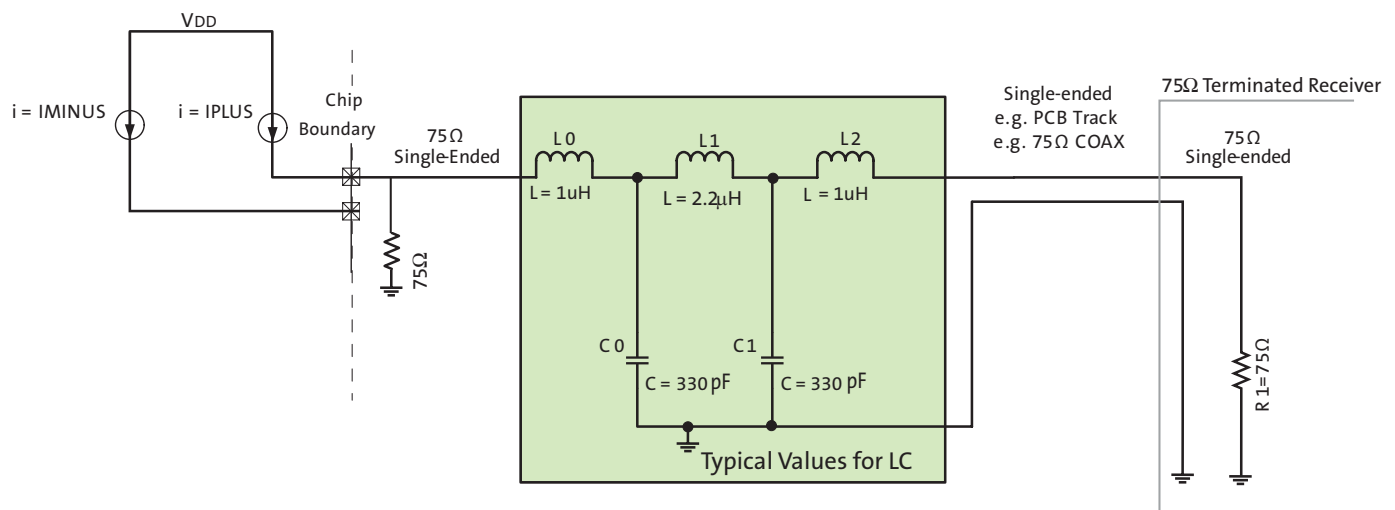 VDD
i = IMINUS
i = IPLUS
Chip
Boundary
75Ω
Single-Ended
75Ω
L0
L = 1uH
L1
L = 2.2µH
L2
L = 1uH
C0
C = 330 pF
C1
C = 330 pF
Typical Values for LC
Single-ended
e.g. PCB Track
e.g. 75Ω COAX
75Ω Terminated Receiver
75Ω
Single-ended
R 1=75Ω